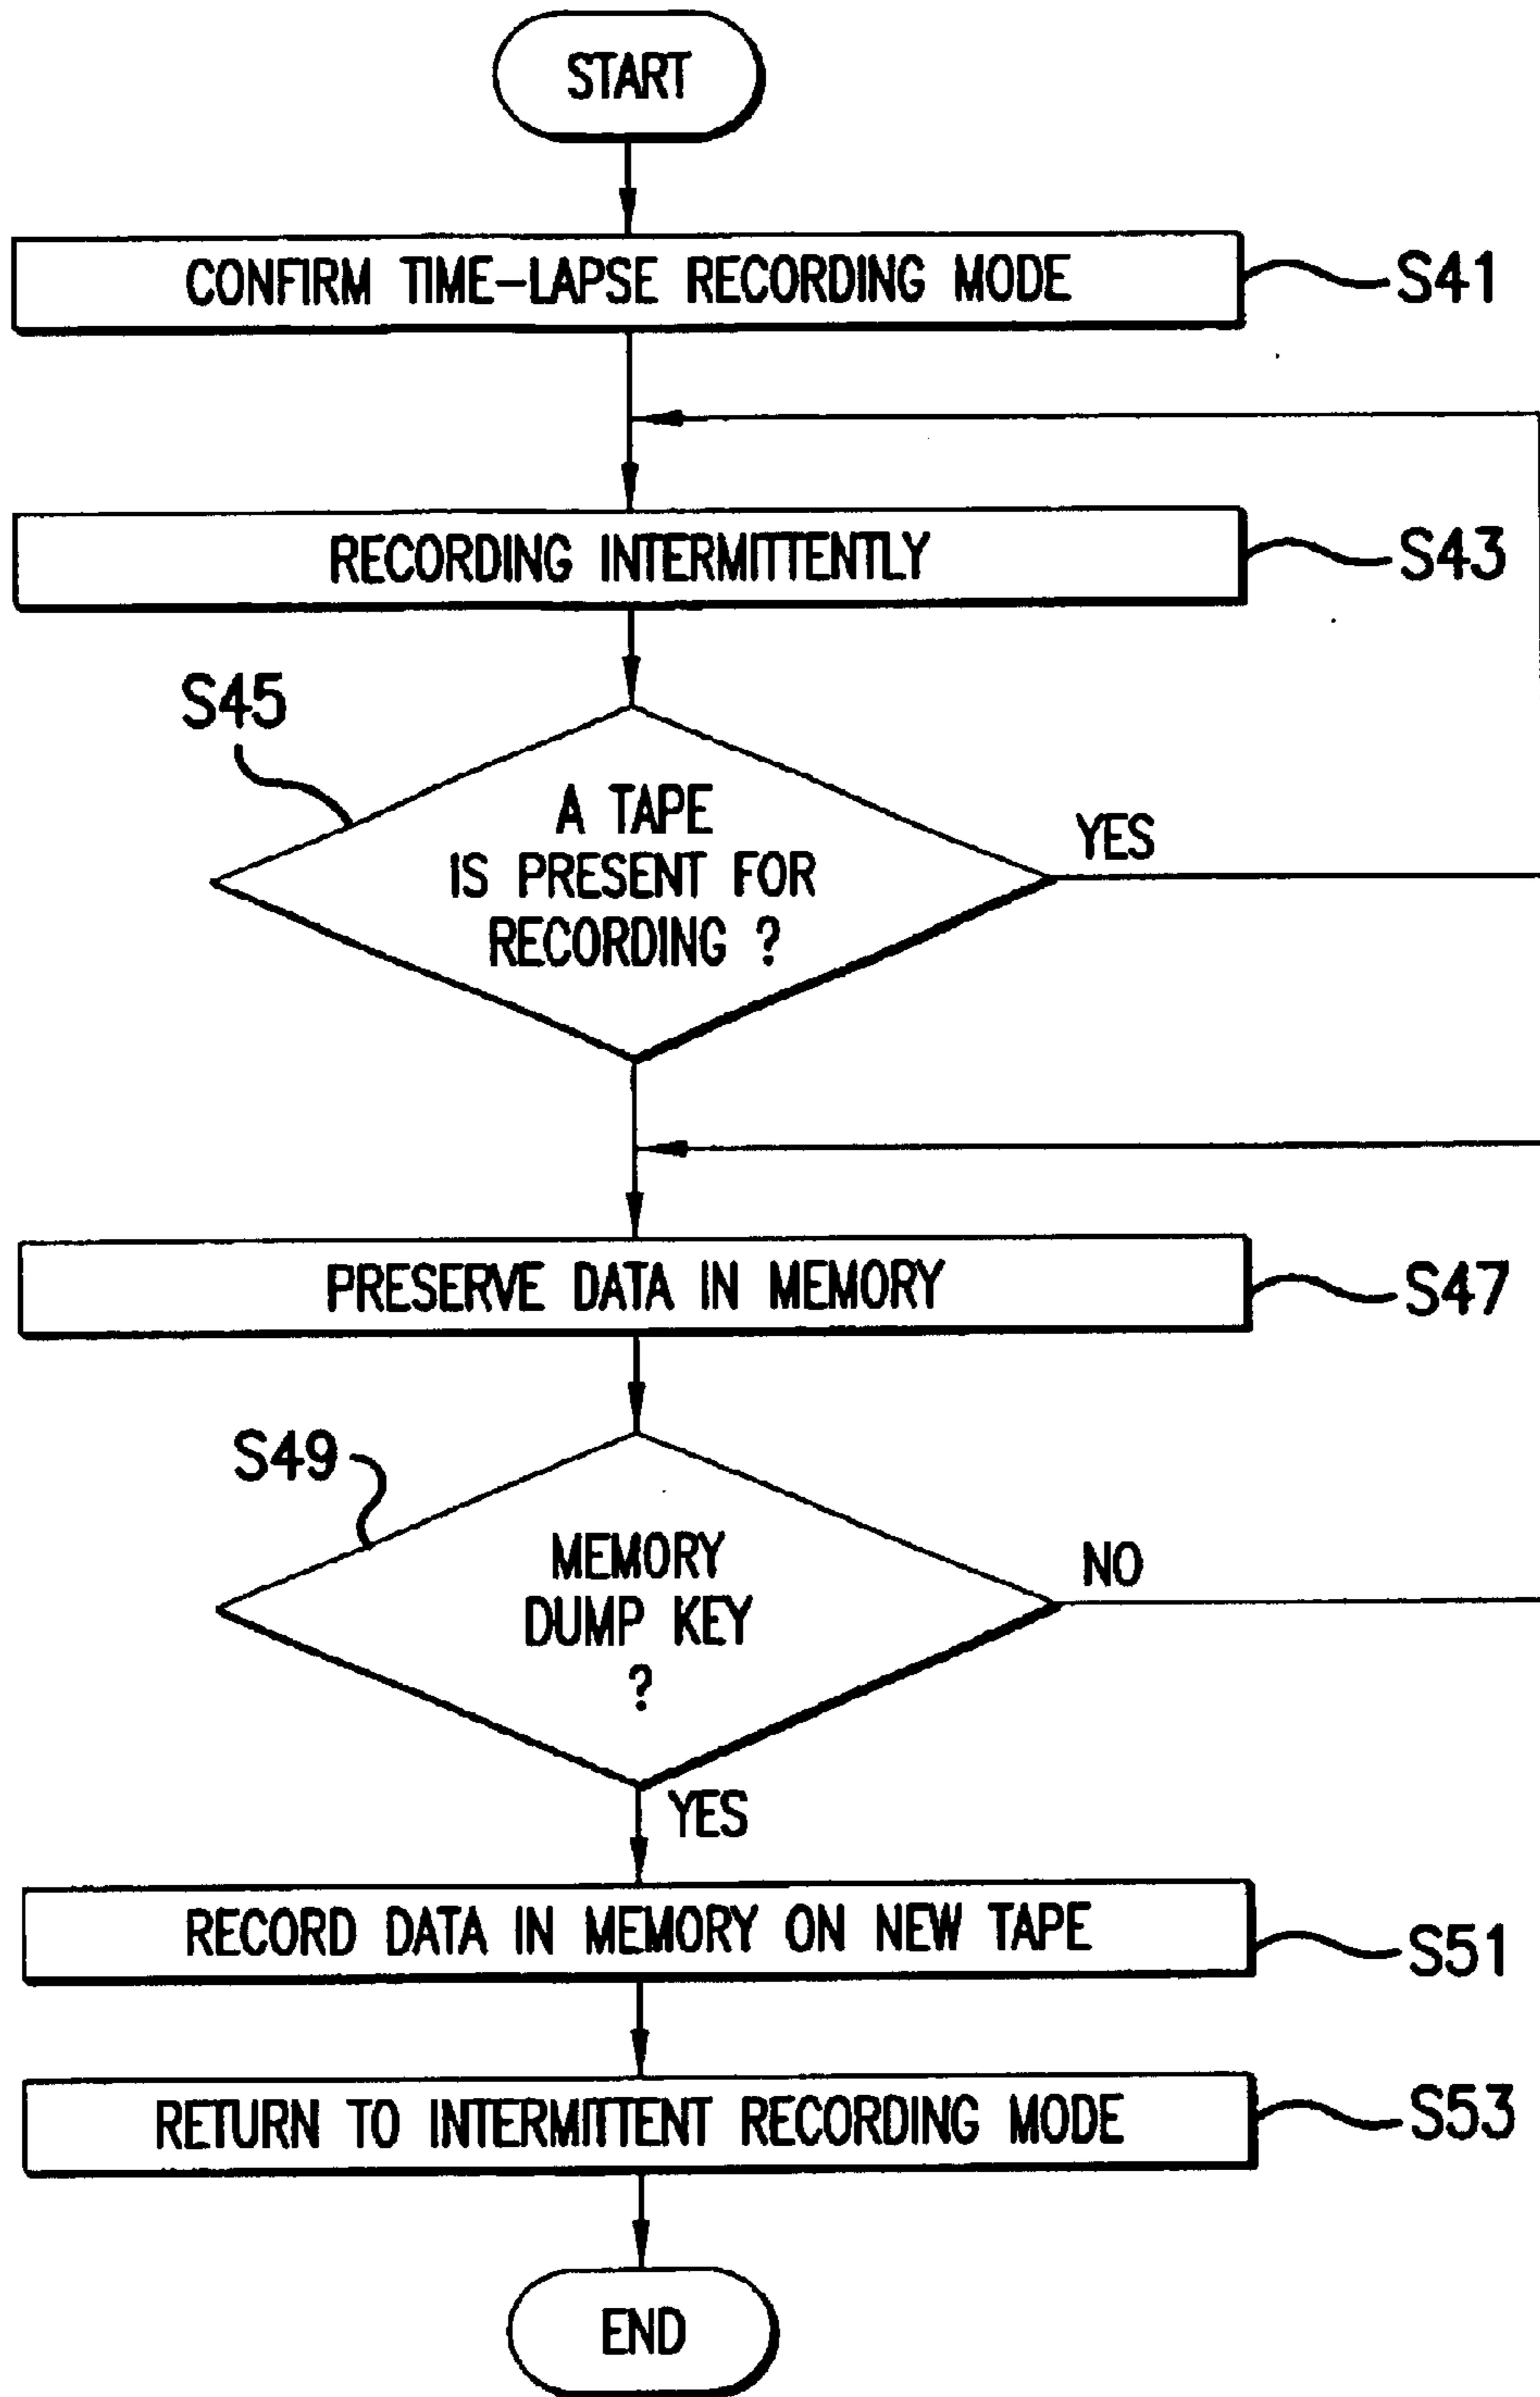 START
CONFIRM TIME-LAPSE RECORDING MODE
S41
RECORDING INTERMITTENTLY
S43
S45
A TAPE
IS PRESENT FOR
RECORDING ?
YES
PRESERVE DATA IN MEMORY
S47
S49
MEMORY
DUMP KEY
?
NO
YES
RECORD DATA IN MEMORY ON NEW TAPE
S51
RETURN TO INTERMITTENT RECORDING MODE
S53
END